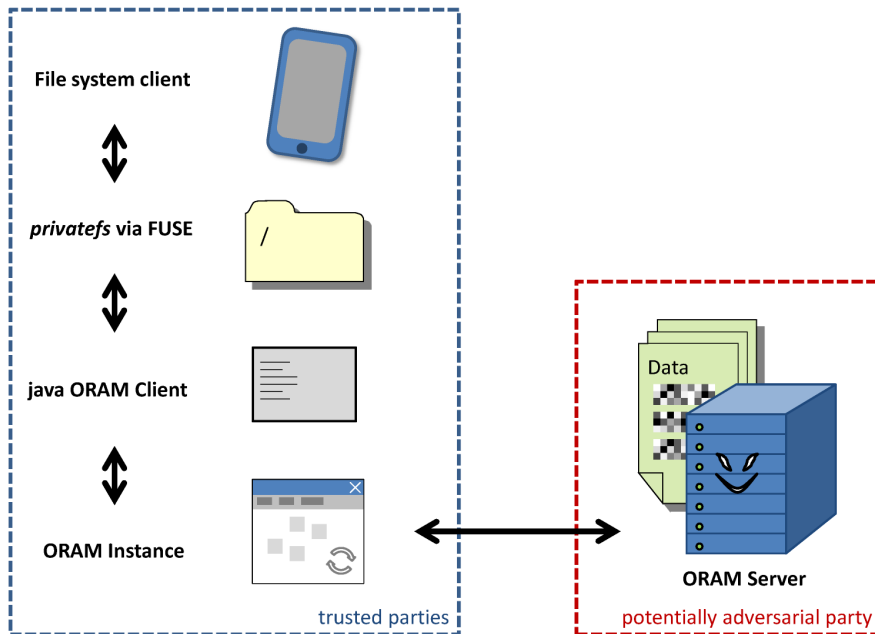 File system client
privatefs via FUSE
/
java ORAM Client
ORAM Instance
trusted parties
Data
ORAM Server
potentially adversarial party